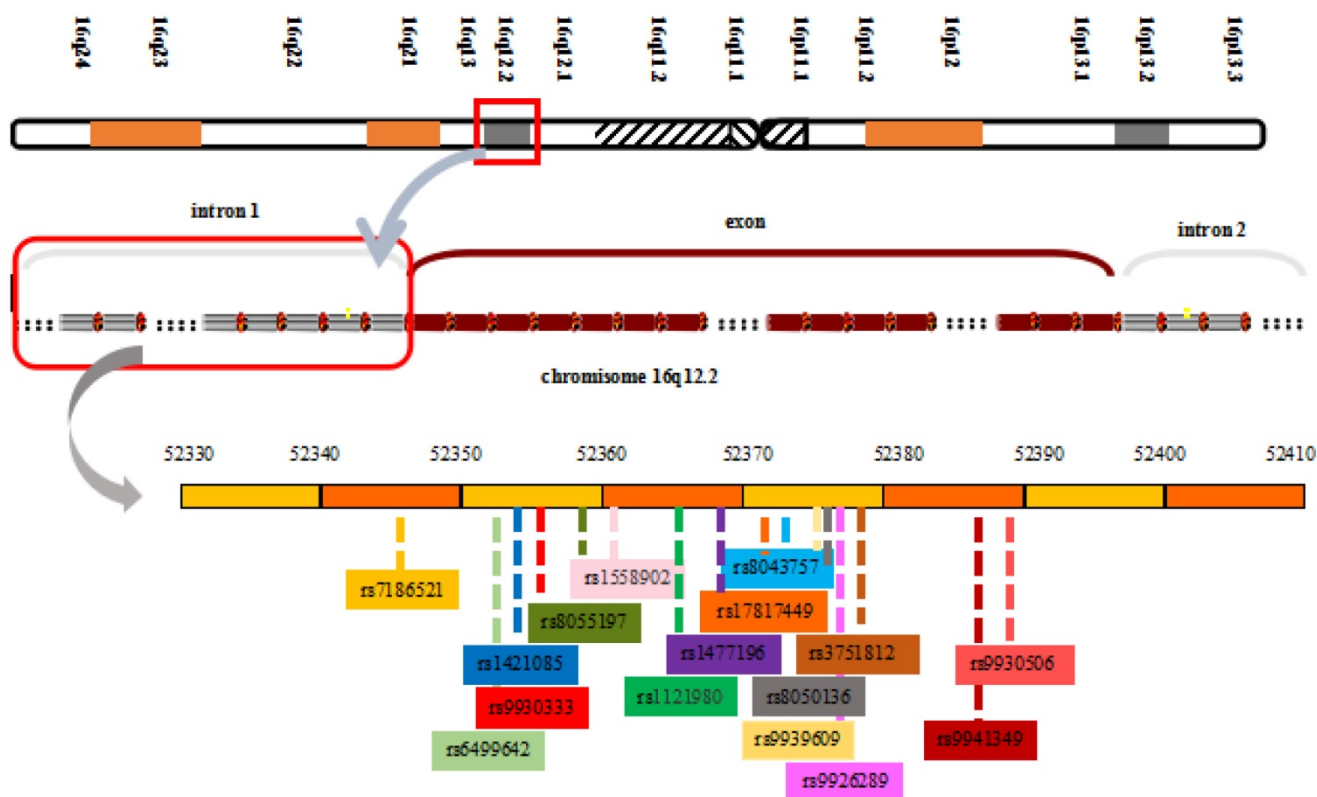 16q24 16q23 16q22 16q21 16q13 16q12.2 16q12.1 16q11.2 16q11.1 16p11.1 16p11.2 16p12 16p13.1 16p13.2 16p13.3
intron 1
exon
intron 2
chromisome 16q12.2
52330 52340 52350 52360 52370 52380 52390 52400 52410
rs8043757
rs1558902
rs7186521
rs17817449
rs8055197
rs1477196
rs3751812
rs1421085
rs9930506
rs1121980
rs8050136
rs9930333
rs9939609
rs9941349
rs6499642
rs9926289